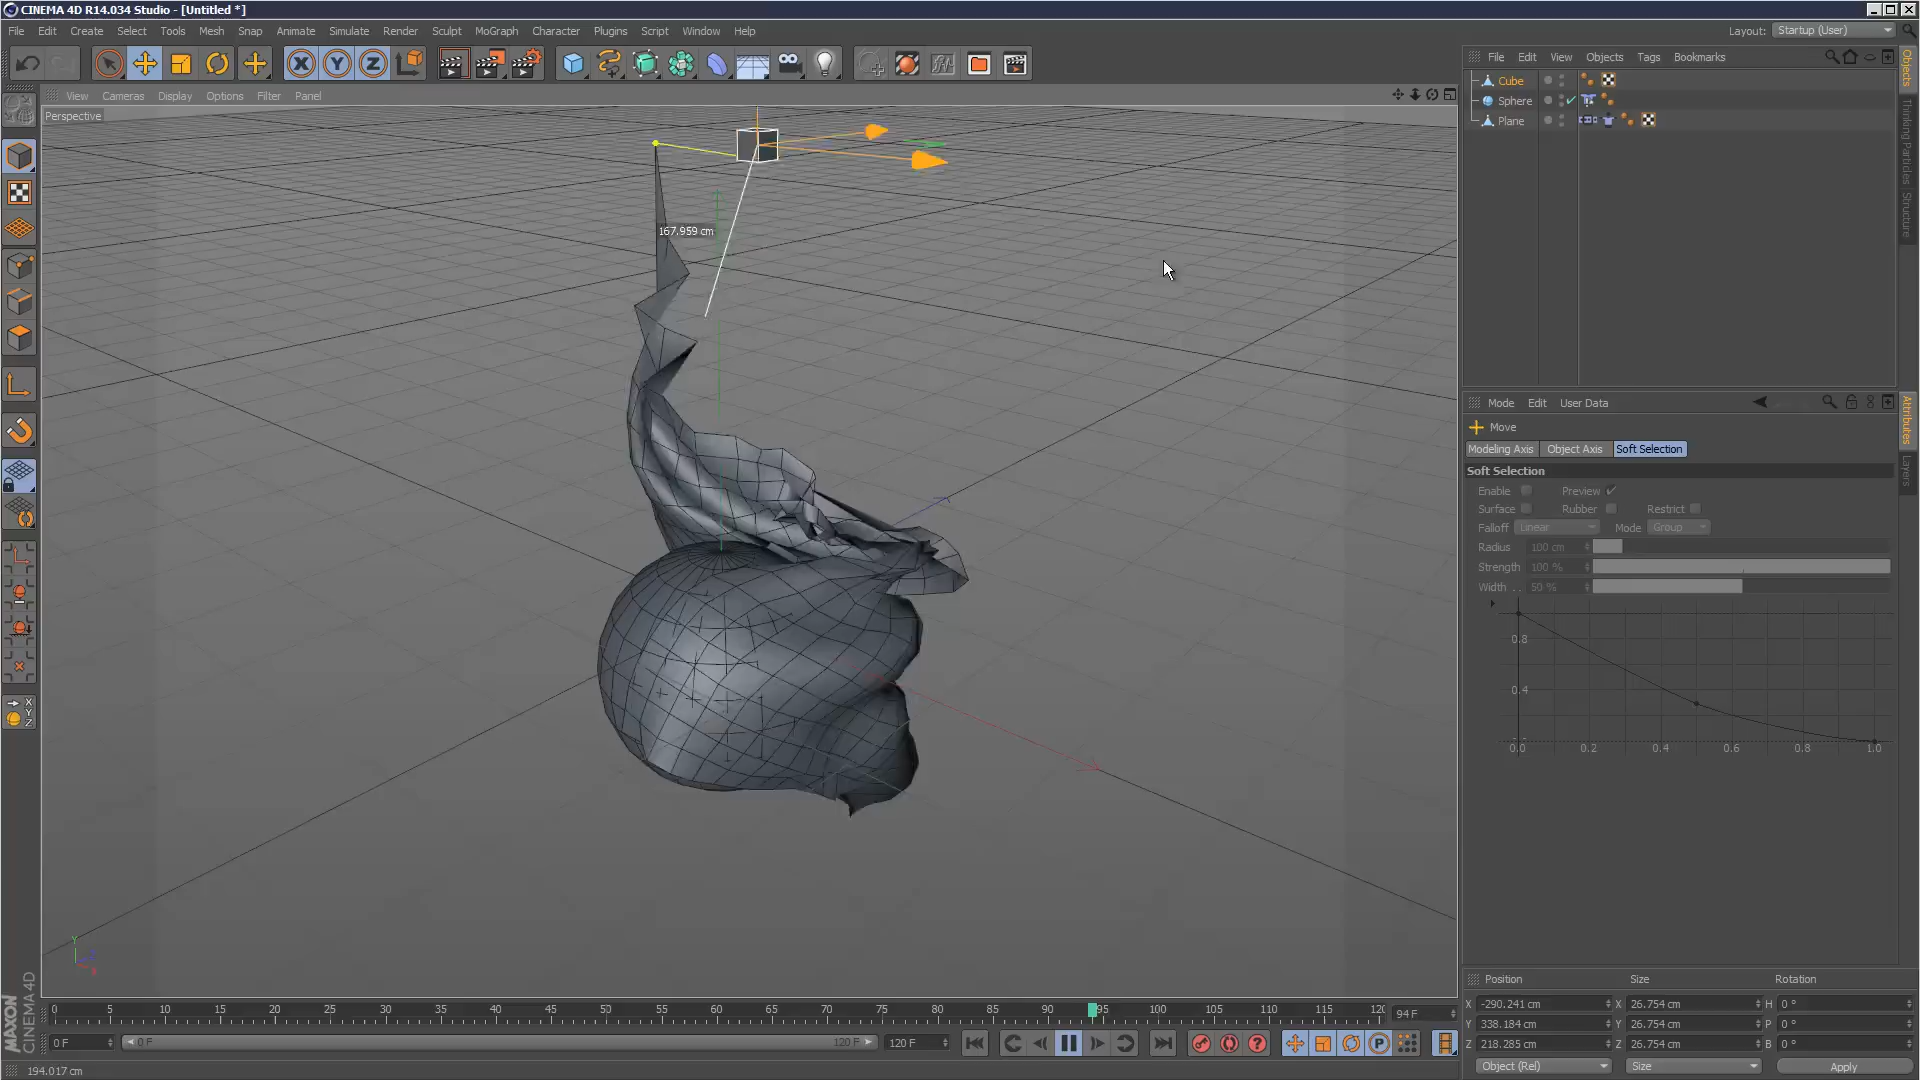 CINEMA 4D R14.034 Studio - [Untitled *]
File Edit Create Select Tools Mesh Snap Animate Simulate Render Sculpt MoGraph Character Plugins Script Window Help
Layout: Startup (User)
View Cameras Display Options Filter Panel
Perspective
167.959 cm
File Edit View Objects Tags Bookmarks
Cube
Sphere
Plane
Objects
Thinking Particles
Structure
Mode Edit User Data
Move
Modeling Axis Object Axis Soft Selection
Soft Selection
Enable Preview
Surface Rubber Restrict
Falloff Linear Mode Group
Radius 100 cm
Strength 100 %
Width . . 50 %
0.8
0.4
0.0 0.2 0.4 0.6 0.8 1.0
Attributes
Layers
X
Y
Z
Y
MAXON
CINEMA 4D
0 5 10 15 20 25 30 35 40 45 50 55 60 65 70 75 80 85 90 95 100 105 110 115 120
94 F
0 F 0 F 120 F 120 F
Position Size Rotation
X -290.241 cm X 26.754 cm H 0 °
Y 338.184 cm Y 26.754 cm P 0 °
Z 218.285 cm Z 26.754 cm B 0 °
Object (Rel) Size Apply
194.017 cm